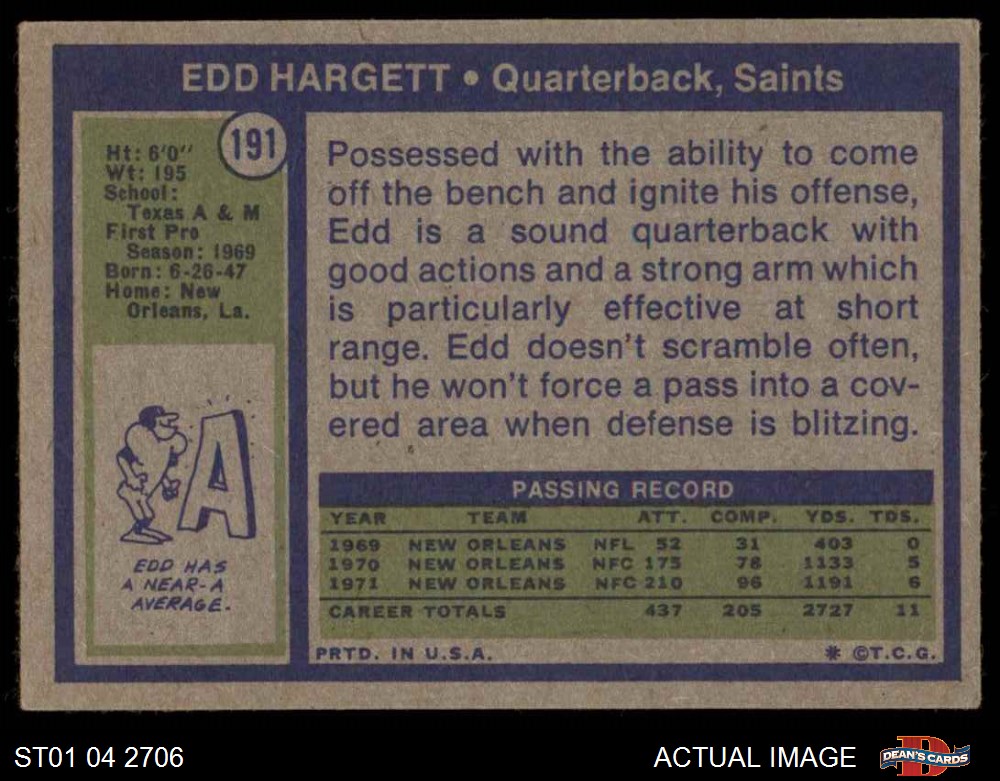 EDD HARGETT • Quarterback, Saints
191
Ht: 6'0"
Wt: 195
School:
Texas A & M
First Pro
Season: 1969
Born: 6-26-47
Home: New
Orleans, La.
A
EDD HAS
A NEAR-A
AVERAGE.
Possessed with the ability to come
off the bench and ignite his offense,
Edd is a sound quarterback with
good actions and a strong arm which
is particularly effective at short
range. Edd doesn't scramble often,
but he won't force a pass into a cov-
ered area when defense is blitzing.
PASSING RECORD
YEAR TEAM ATT. COMP. YDS. TDS.
1969 NEW ORLEANS NFL 52 31 403 0
1970 NEW ORLEANS NFC 175 78 1133 5
1971 NEW ORLEANS NFC 210 96 1191 6
CAREER TOTALS 437 205 2727 11
PRTD. IN U.S.A. * ©T.C.G.
ST01 04 2706
ACTUAL IMAGE
D
DEAN'S CARDS